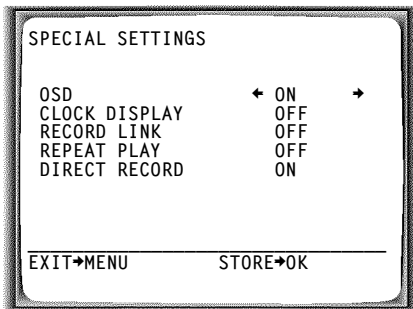 SPECIAL SETTINGS
OSD ← ON →
CLOCK DISPLAY OFF
RECORD LINK OFF
REPEAT PLAY OFF
DIRECT RECORD ON
EXIT→MENU STORE→OK